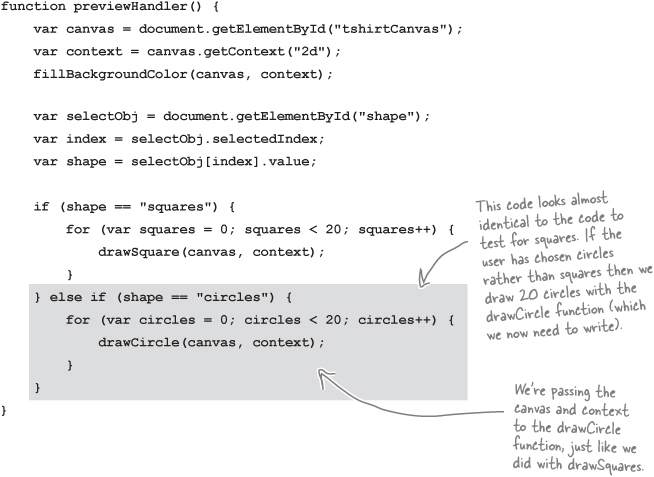 function previewHandler() {
var canvas = document.getElementById("tshirtCanvas");
var context = canvas.getContext("2d");
fillBackgroundColor(canvas, context);
var selectObj = document.getElementById("shape");
var index = selectObj.selectedIndex;
var shape = selectObj[index].value;
if (shape == "squares") {
for (var squares = 0; squares < 20; squares++) {
drawSquare(canvas, context);
}
} else if (shape == "circles") {
for (var circles = 0; circles < 20; circles++) {
drawCircle(canvas, context);
}
}
}
This code looks almost
identical to the code to
test for squares. If the
user has chosen circles
rather than squares then we
draw 20 circles with the
drawCircle function (which
we now need to write).
We're passing the
canvas and context
to the drawCircle
function, just like we
did with drawSquares.